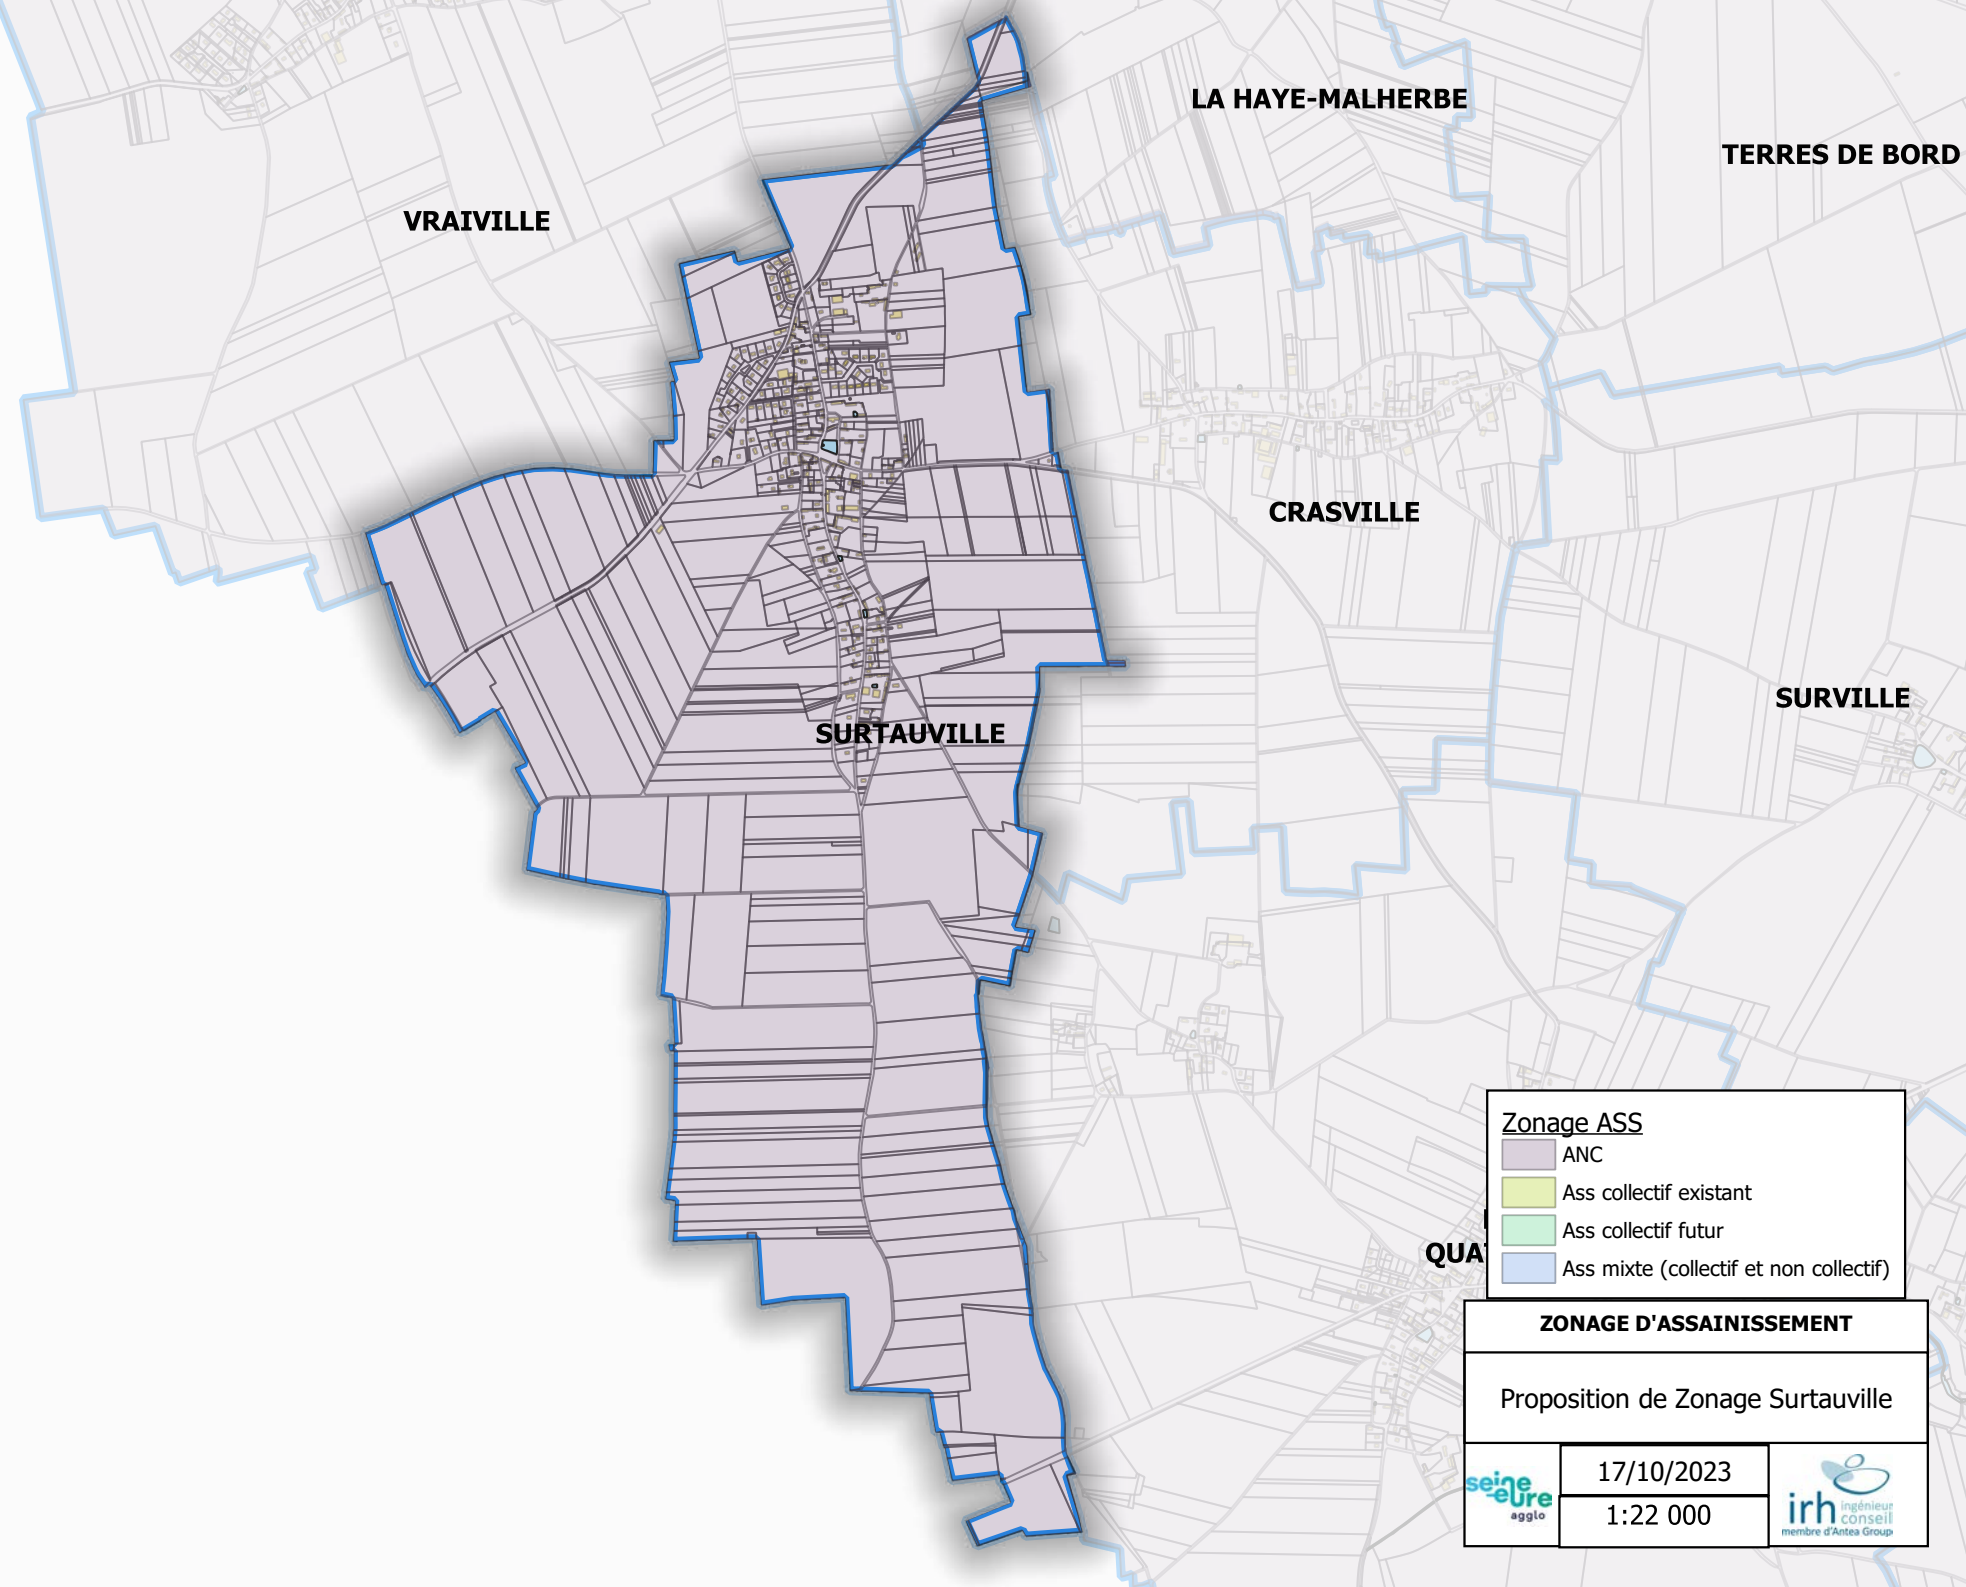 LA HAYE-MALHERBE
TERRES DE BORD
VRAIVILLE
CRASVILLE
SURVILLE
SURTAUVILLE
QUA
Zonage ASS
ANC
Ass collectif existant
Ass collectif futur
Ass mixte (collectif et non collectif)
ZONAGE D'ASSAINISSEMENT
Proposition de Zonage Surtauville
seine
eure
agglo
17/10/2023
1:22 000
irh ingénieur
conseil
membre d'Antea Group